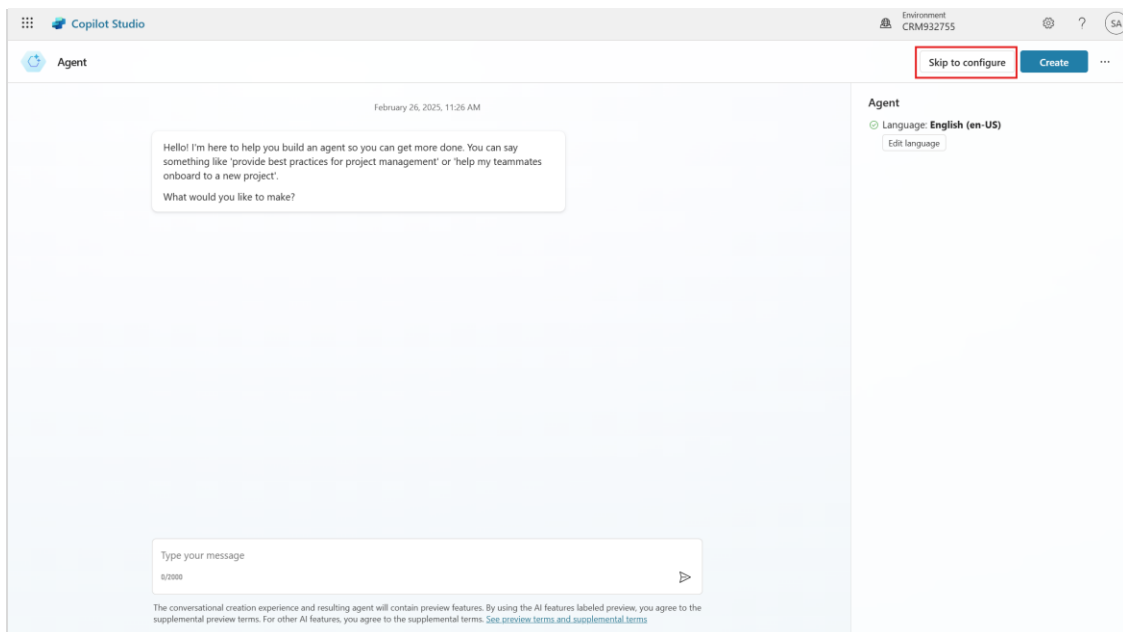 Copilot Studio
Environment
CRM932755
?
SA
Agent
Skip to configure
Create
...
February 26, 2025, 11:26 AM
Hello! I'm here to help you build an agent so you can get more done. You can say
something like 'provide best practices for project management' or 'help my teammates
onboard to a new project'.
What would you like to make?
Agent
Language: English (en-US)
Edit language
Type your message
0/2000
The conversational creation experience and resulting agent will contain preview features. By using the AI features labeled preview, you agree to the
supplemental preview terms. For other AI features, you agree to the supplemental terms. See preview terms and supplemental terms